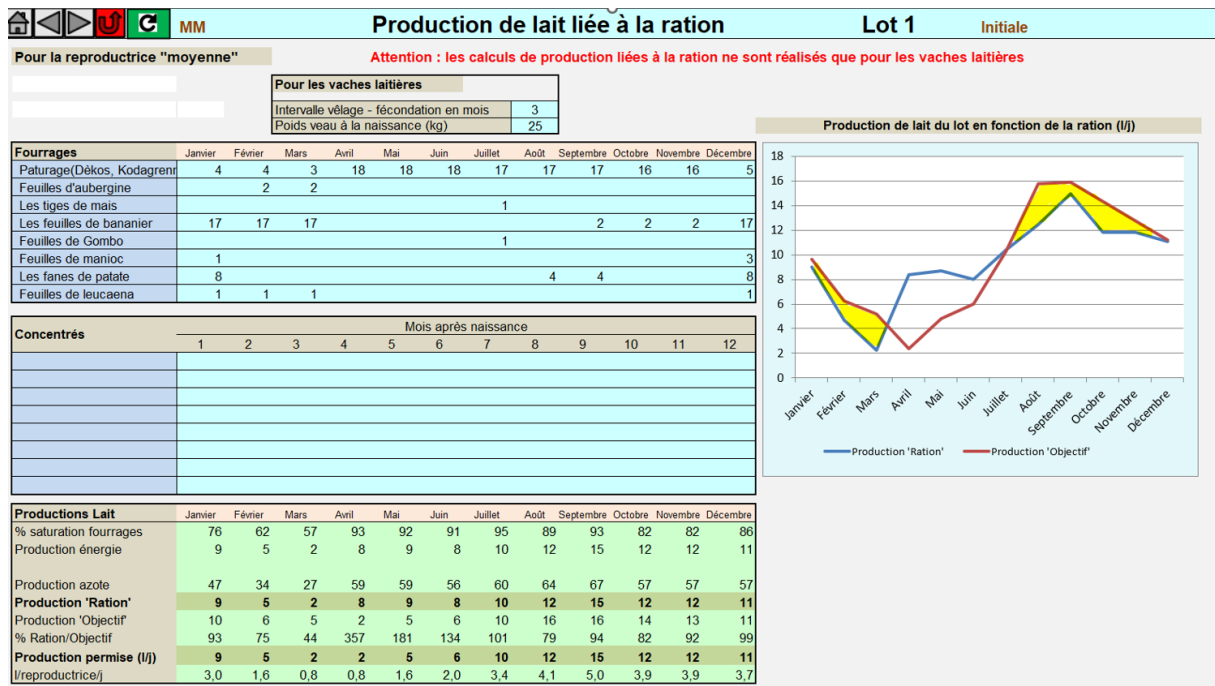 MM Production de lait liée à la ration Lot 1 Initiale
Pour la reproductrice "moyenne" Attention : les calculs de production liées à la ration ne sont réalisés que pour les vaches laitières
Pour les vaches laitières
Intervalle vêlage - fécondation en mois 3
Poids veau à la naissance (kg) 25
Fourrages Janvier Février Mars Avril Mai Juin Juillet Août Septembre Octobre Novembre Décembre
Paturage(Dèkos, Kodagrenn 4 4 3 18 18 18 17 17 17 16 16 5
Feuilles d'aubergine 2 2
Les tiges de mais 1
Les feuilles de bananier 17 17 17 2 2 2 17
Feuilles de Gombo 1
Feuilles de manioc 1 3
Les fanes de patate 8 4 4 8
Feuilles de leucaena 1 1 1 1
Concentrés Mois après naissance
1 2 3 4 5 6 7 8 9 10 11 12
Productions Lait Janvier Février Mars Avril Mai Juin Juillet Août Septembre Octobre Novembre Décembre
% saturation fourrages 76 62 57 93 92 91 95 89 93 82 82 86
Production énergie 9 5 2 8 9 8 10 12 15 12 12 11
Production azote 47 34 27 59 59 56 60 64 67 57 57 57
Production 'Ration' 9 5 2 8 9 8 10 12 15 12 12 11
Production 'Objectif' 10 6 5 2 5 6 10 16 16 14 13 11
% Ration/Objectif 93 75 44 357 181 134 101 79 94 82 92 99
Production permise (l/j) 9 5 2 2 5 6 10 12 15 12 12 11
l/reproductrice/j 3,0 1,6 0,8 0,8 1,6 2,0 3,4 4,1 5,0 3,9 3,9 3,7
Production de lait du lot en fonction de la ration (l/j)
18
16
14
12
10
8
6
4
2
0
Janvier Février Mars Avril Mai Juin Juillet Août Septembre Octobre Novembre Décembre
Production 'Ration' Production 'Objectif'